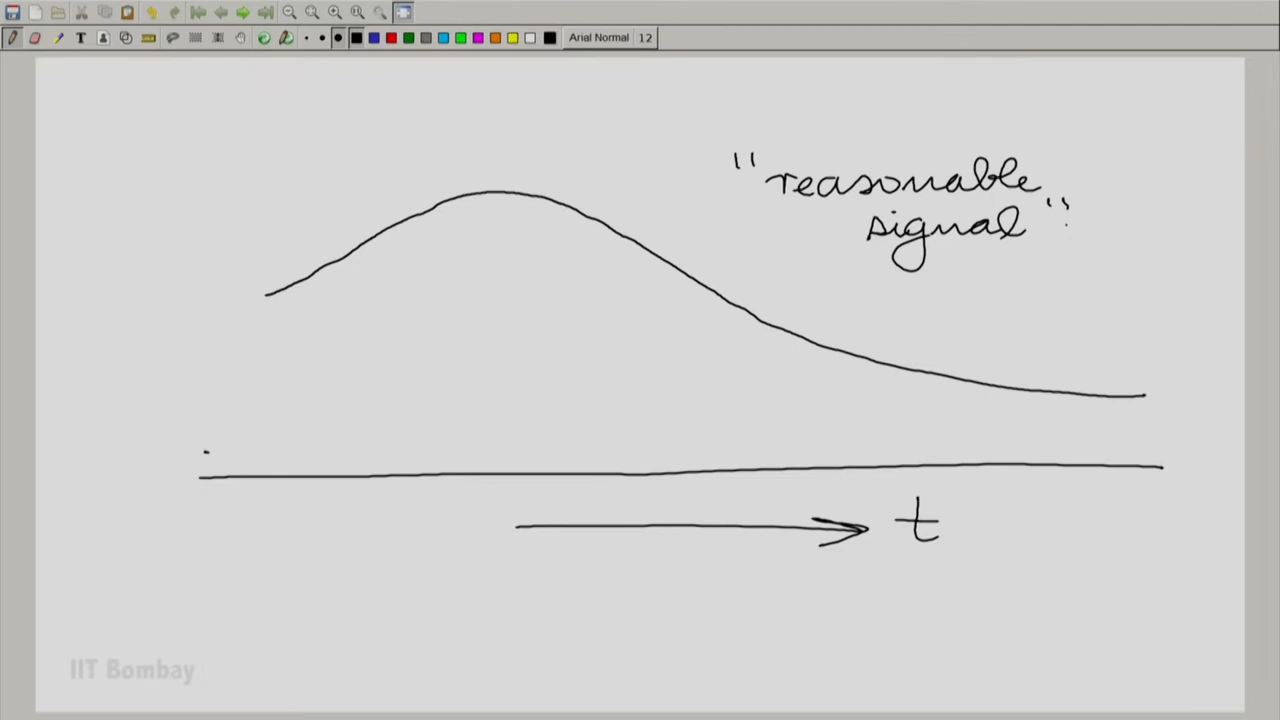 T
Arial Normal 12
"reasonable
signal"
t
IIT Bombay